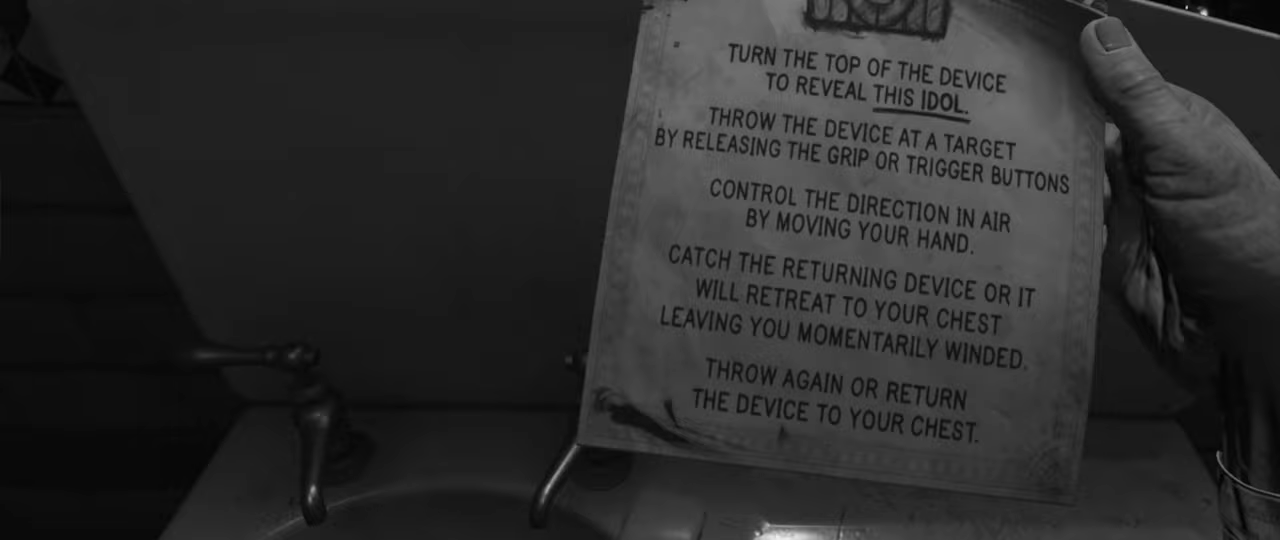 TURN THE TOP OF THE DEVICE
TO REVEAL THIS IDOL.
THROW THE DEVICE AT A TARGET
BY RELEASING THE GRIP OR TRIGGER BUTTONS
CONTROL THE DIRECTION IN AIR
BY MOVING YOUR HAND.
CATCH THE RETURNING DEVICE OR IT
WILL RETREAT TO YOUR CHEST
LEAVING YOU MOMENTARILY WINDED.
THROW AGAIN OR RETURN
THE DEVICE TO YOUR CHEST.